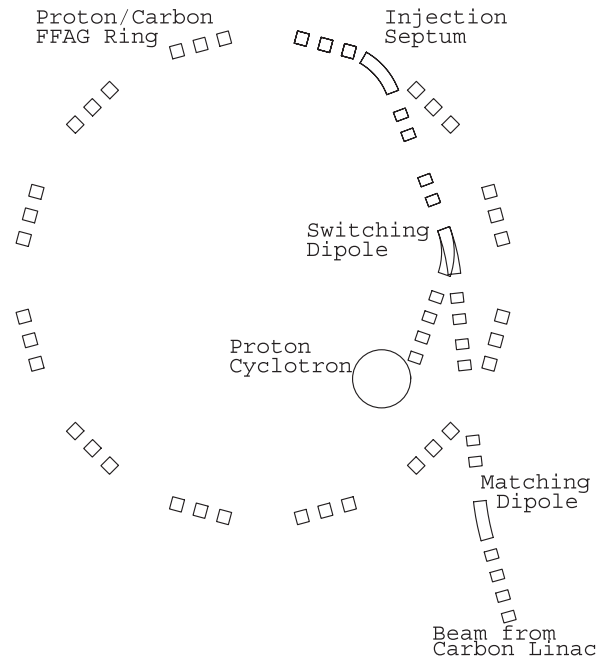 Proton/Carbon
FFAG Ring
Injection
Septum
Switching
Dipole
Proton
Cyclotron
Matching
Dipole
Beam from
Carbon Linac